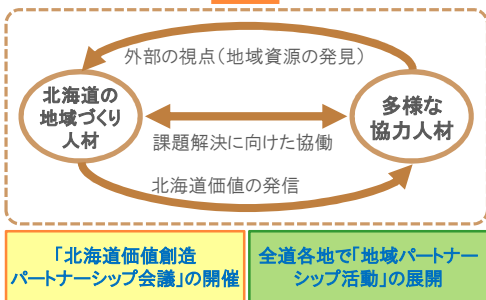 外部の視点(地域資源の発見)
北海道の
地域づくり
人材
多様な
協力人材
課題解決に向けた協働
北海道価値の発信
「北海道価値創造
パートナーシップ会議」の開催
全道各地で「地域パートナー
シップ活動」の展開